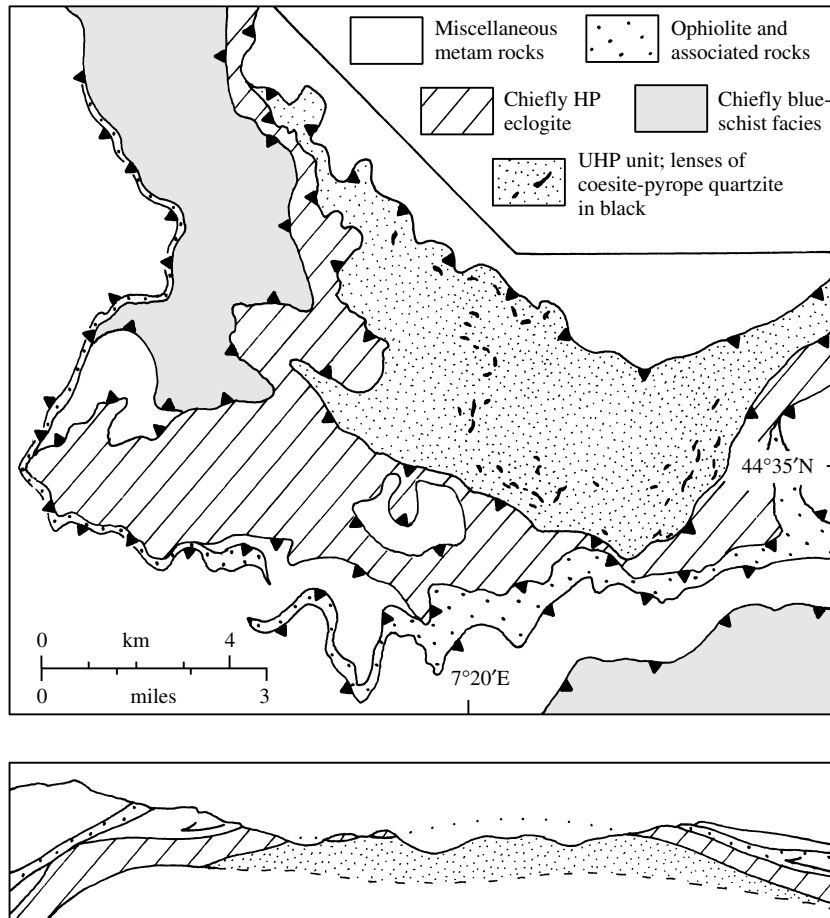 Miscellaneous
metam rocks
Ophiolite and
associated rocks
Chiefly HP
eclogite
Chiefly blue-
schist facies
UHP unit; lenses of
coesite-pyrope quartzite
in black
44°35′N
0 km 4
0 miles 3
7°20′E